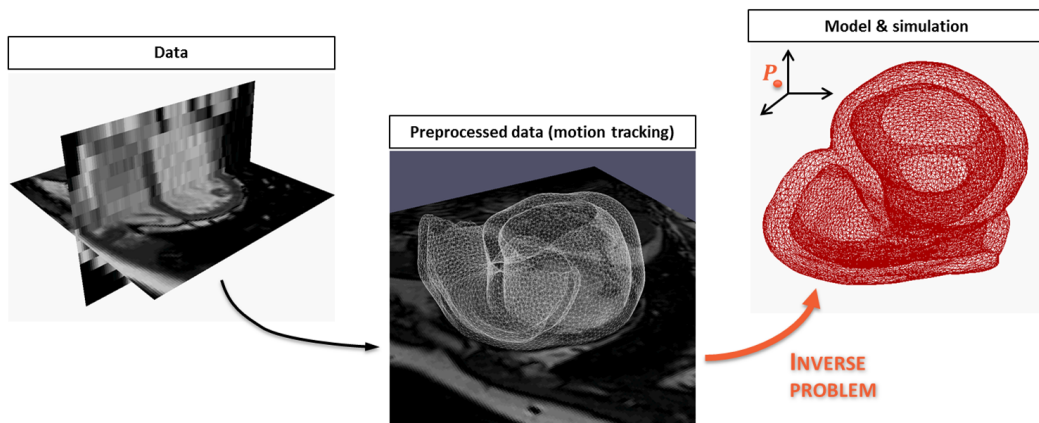 Data
Preprocessed data (motion tracking)
Model & simulation
P
INVERSE
PROBLEM